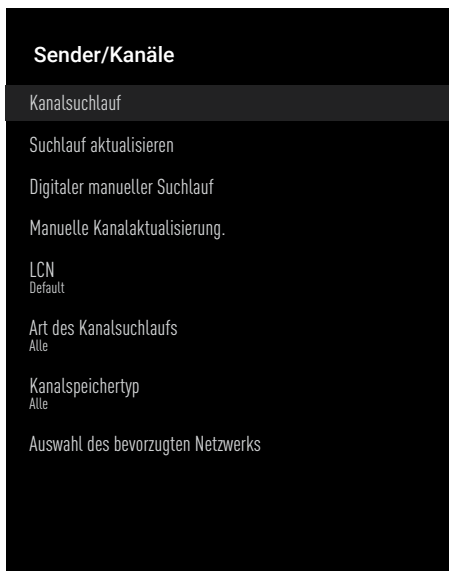 Sender/Kanäle
Kanalsuchlauf
Suchlauf aktualisieren
Digitaler manueller Suchlauf
Manuelle Kanalaktualisierung.
LCN
Default
Art des Kanalsuchlaufs
Alle
Kanalspeichertyp
Alle
Auswahl des bevorzugten Netzwerks